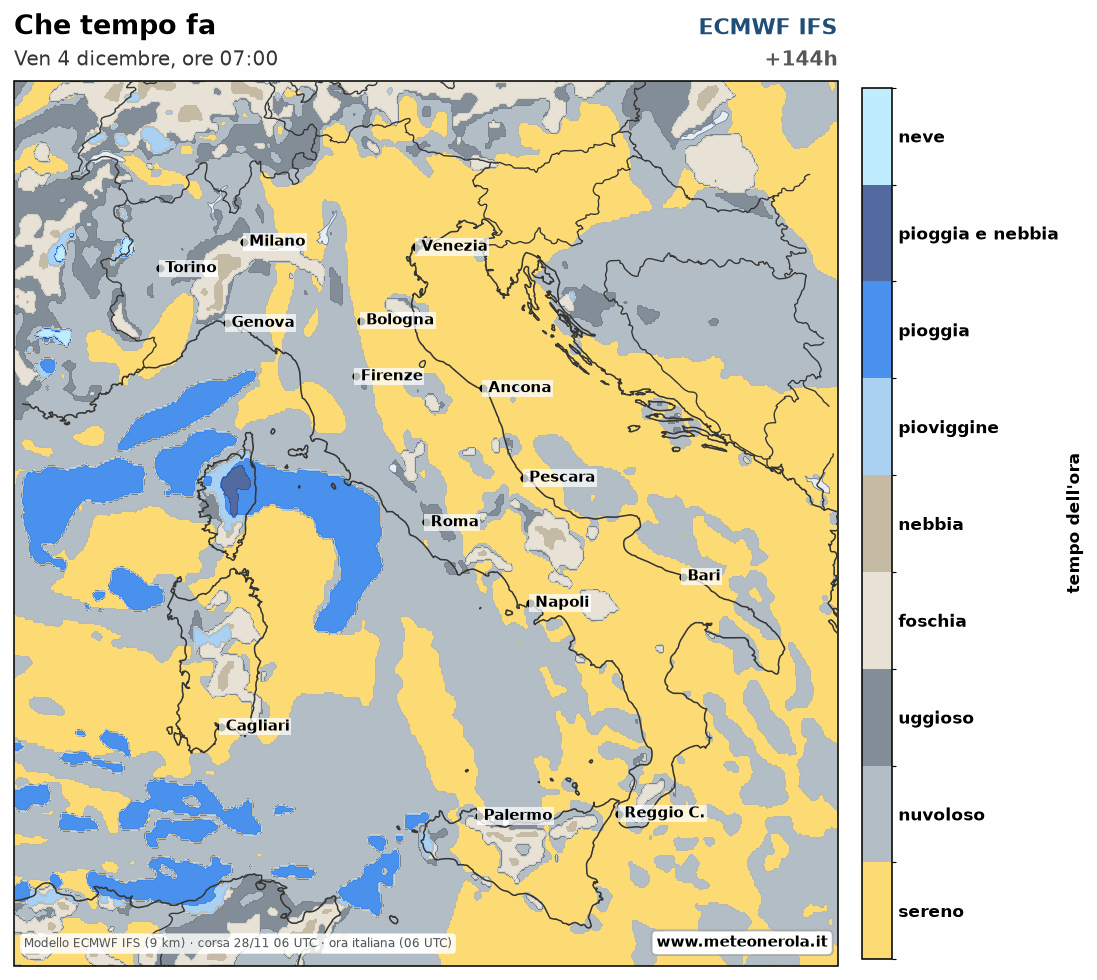 Che tempo fa
ECMWF IFS
Ven 4 dicembre, ore 07:00
+144h
neve
pioggia e nebbia
pioggia
pioviggine
nebbia
foschia
uggioso
nuvoloso
sereno
tempo dell'ora
Milano
Venezia
Torino
Genova
Bologna
Firenze
Ancona
Pescara
Roma
Bari
Napoli
Cagliari
Palermo
Reggio C.
Modello ECMWF IFS (9 km) · corsa 28/11 06 UTC · ora italiana (06 UTC)
www.meteonerola.it